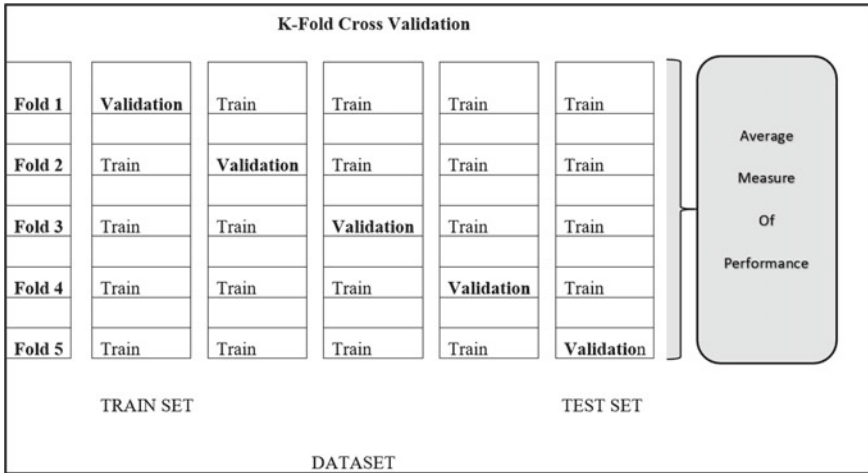 K-Fold Cross Validation
Fold 1 Validation Train Train Train Train
Fold 2 Train Validation Train Train Train
Fold 3 Train Train Validation Train Train
Fold 4 Train Train Train Validation Train
Fold 5 Train Train Train Train Validation
Average
Measure
Of
Performance
TRAIN SET TEST SET
DATASET